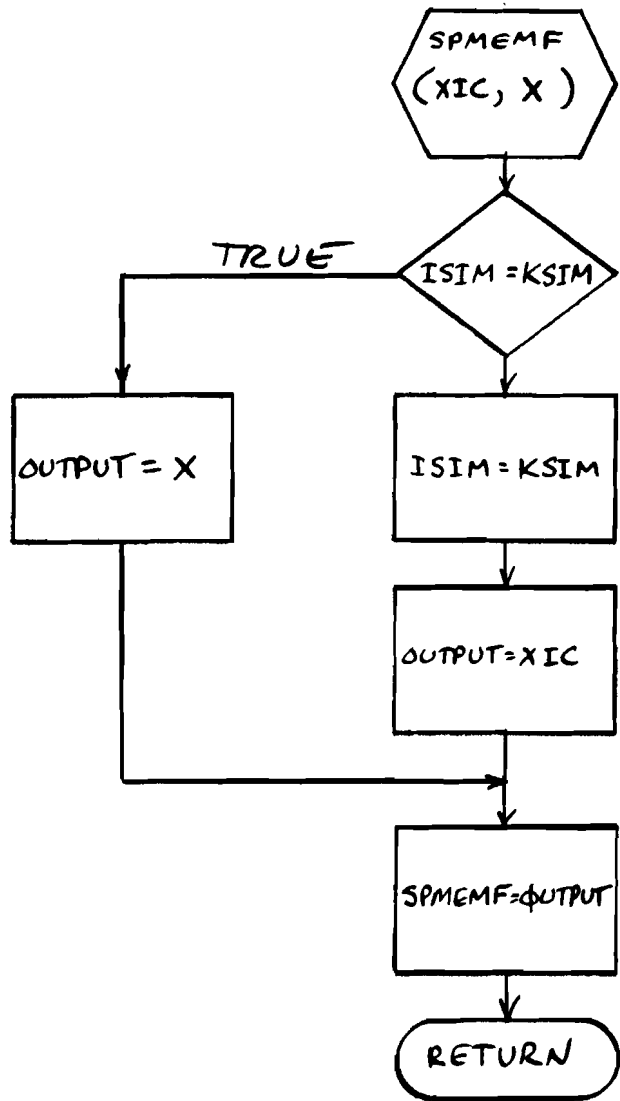 SPMEMF
(XIC, X)
ISIM = KSIM
TRUE
OUTPUT = X
ISIM = KSIM
OUTPUT = XIC
SPMEMF = ϕUTPUT
RETURN